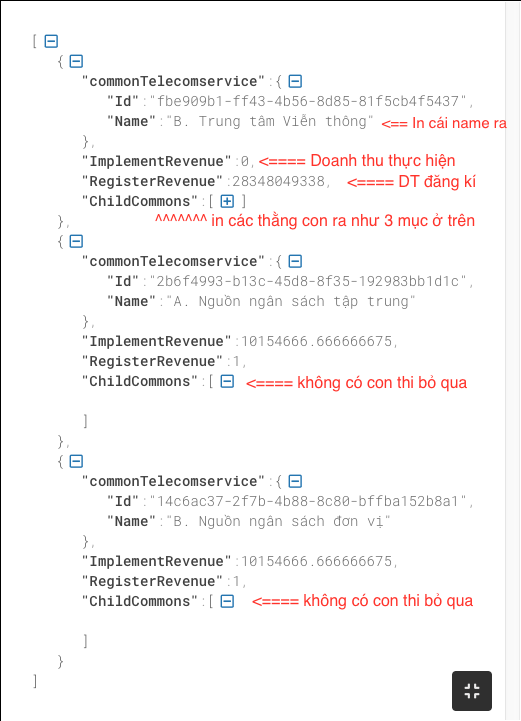 [
{
"commonTelecomservice":{
"Id":"fbe909b1-ff43-4b56-8d85-81f5cb4f5437",
"Name":"B. Trung tâm Viễn thông" <== In cái name ra
},
"ImplementRevenue":0, <==== Doanh thu thực hiện
"RegisterRevenue":28348049338, <==== DT đăng kí
"ChildCommons":[ ]
}, ^^^^^^^ in các thằng con ra như 3 mục ở trên
{
"commonTelecomservice":{
"Id":"2b6f4993-b13c-45d8-8f35-192983bb1d1c",
"Name":"A. Nguồn ngân sách tập trung"
},
"ImplementRevenue":10154666.666666675,
"RegisterRevenue":1,
"ChildCommons":[ <==== không có con thi bỏ qua
]
},
{
"commonTelecomservice":{
"Id":"14c6ac37-2f7b-4b88-8c80-bffba152b8a1",
"Name":"B. Nguồn ngân sách đơn vị"
},
"ImplementRevenue":10154666.666666675,
"RegisterRevenue":1,
"ChildCommons":[ <==== không có con thi bỏ qua
]
}
]